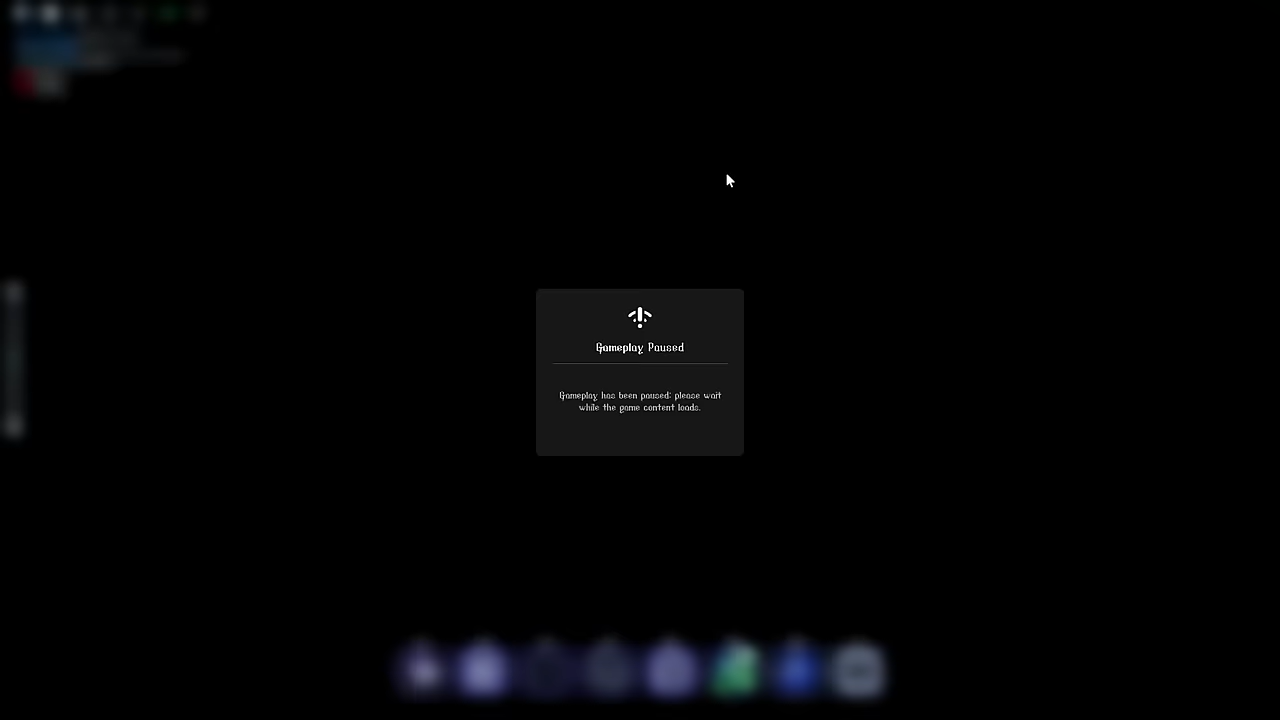 Gameplay Paused
Gameplay has been paused; please wait
while the game content loads.